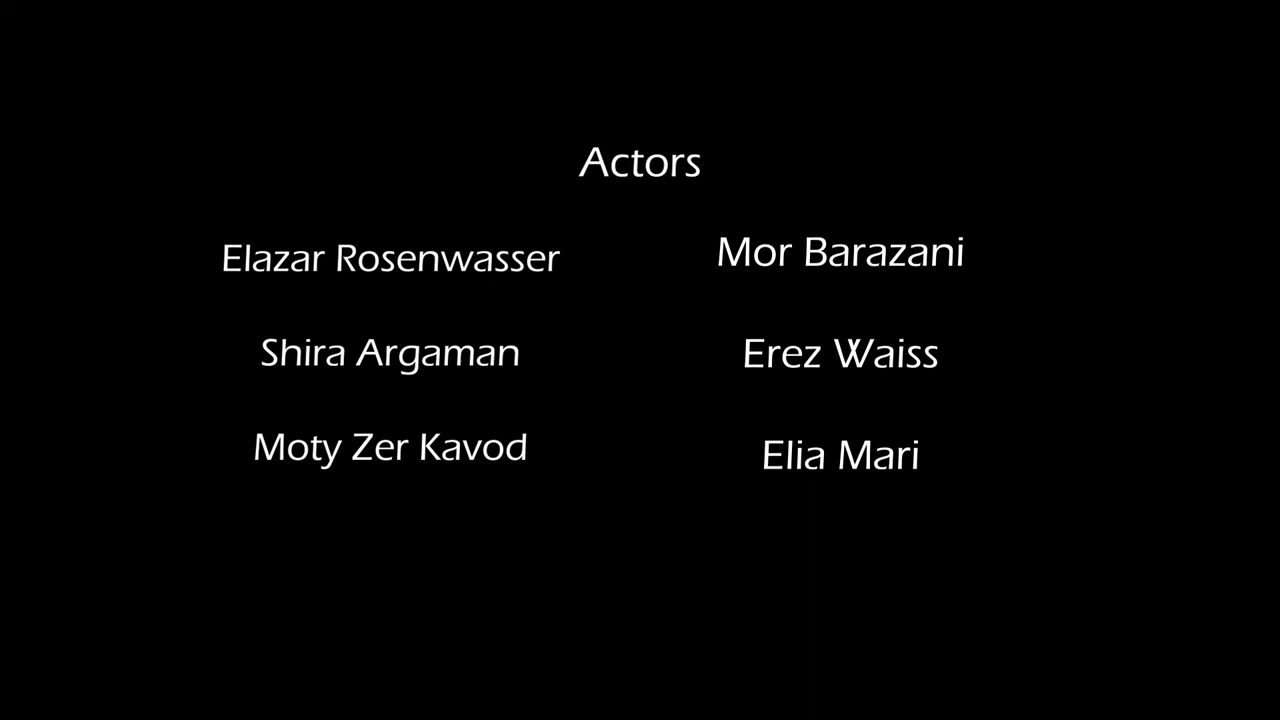 Actors
Elazar Rosenwasser
Mor Barazani
Shira Argaman
Erez Waiss
Moty Zer Kavod
Elia Mari